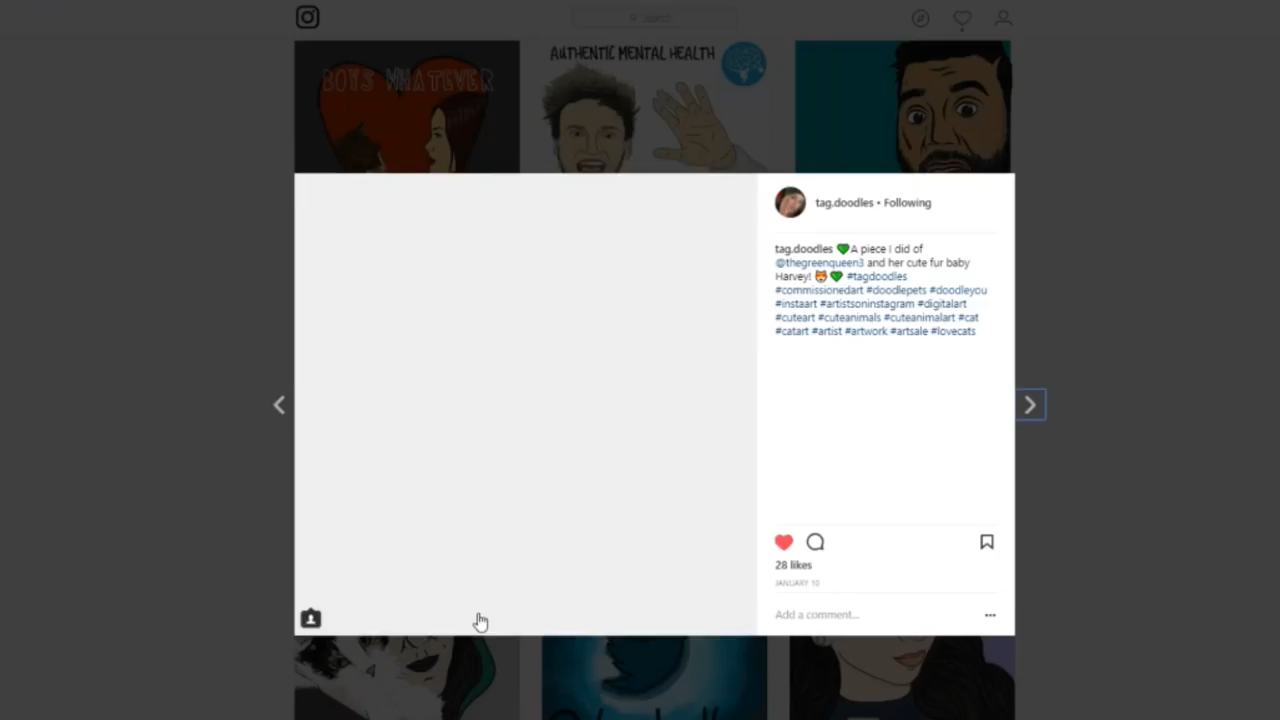 Search
BOYS WHATEVER
AUTHENTIC MENTAL HEALTH
tag.doodles • Following
tag.doodles 💚A piece I did of
@thegreenqueen3 and her cute fur baby
Harvey! 🐱💚 #tagdoodles
#commissionedart #doodlepets #doodleyou
#instaart #artistsoninstagram #digitalart
#cuteart #cuteanimals #cuteanimalart #cat
#catart #artist #artwork #artsale #lovecats
28 likes
JANUARY 10
Add a comment...